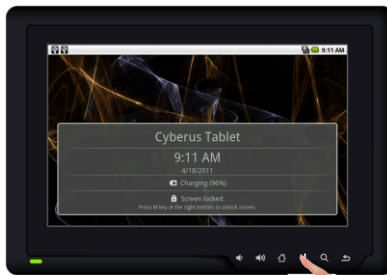 9:11 AM
Cyberus Tablet
9:11 AM
4/18/2011
Charging (96%)
Screen locked.
Press M key at the right bottom to unlock screen.